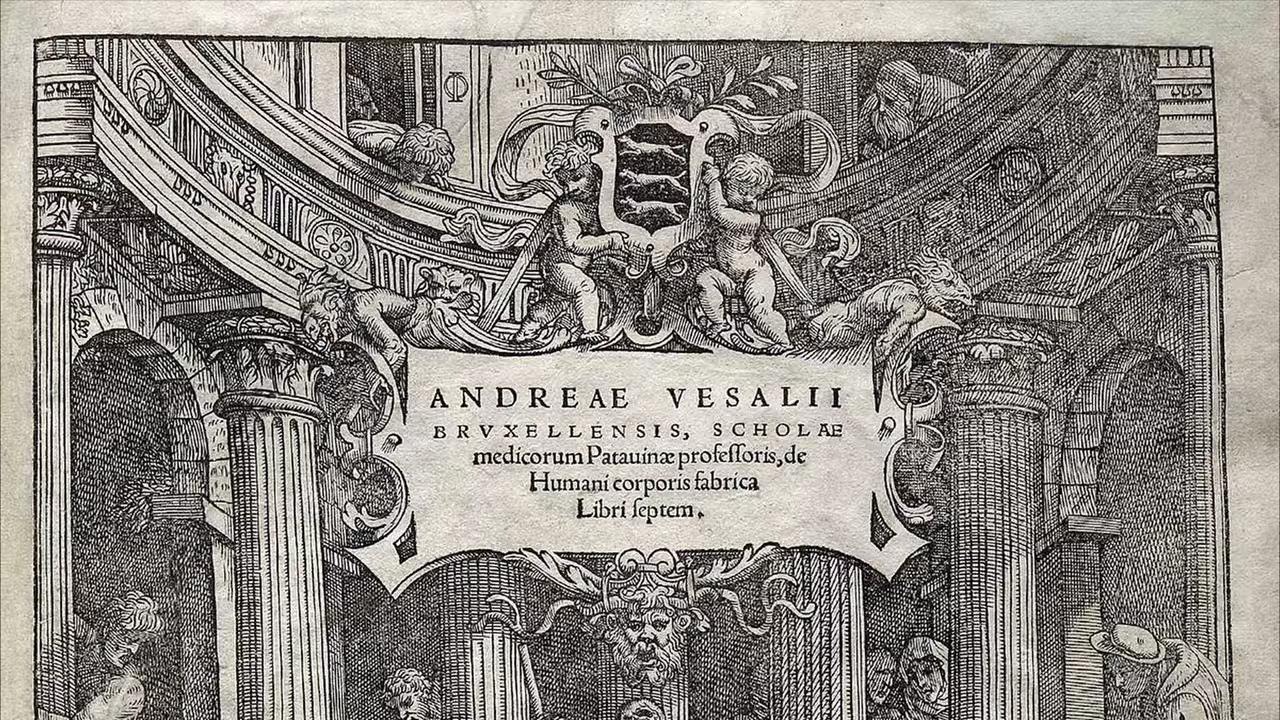 Φ
ANDREAE VESALII
BRVXELLENSIS, SCHOLAE
medicorum Patauinæ profeſſoris, de
Humani corporis fabrica
Libri ſeptem.